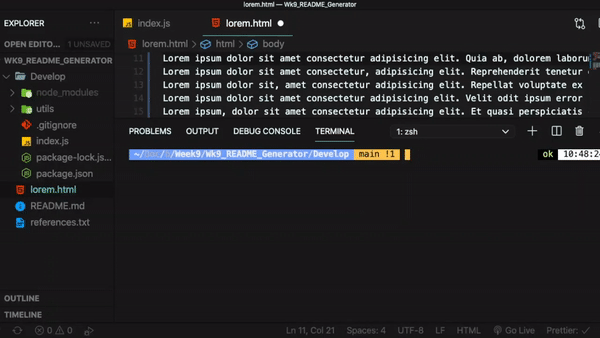 lorem.html — Wk9_README_Generator
EXPLORER ···
index.js
lorem.html
OPEN EDITO... 1 UNSAVED
lorem.html > html > body
WK9_README_GENERATOR
11 Lorem ipsum dolor sit amet consectetur adipisicing elit. Quia ab, dolorem laboru
12 Lorem ipsum dolor sit amet consectetur, adipisicing elit. Reprehenderit tenetur
13 Lorem ipsum dolor sit, amet consectetur adipisicing elit. Repellat voluptate ex
14 Lorem ipsum dolor sit amet consectetur adipisicing elit. Velit odit ipsum error
15 Lorem ipsum, dolor sit amet consectetur adipisicing elit. Et quasi perspiciatis
Develop
node_modules
utils
.gitignore
index.js
package-lock.js...
package.json
lorem.html
README.md
references.txt
PROBLEMS OUTPUT DEBUG CONSOLE TERMINAL 1: zsh
/Week9/Wk9_README_Generator/Develop main !1 ok 10:48:2
OUTLINE
TIMELINE
0 0 Ln 11, Col 21 Spaces: 4 UTF-8 LF HTML Go Live Prettier: ✓